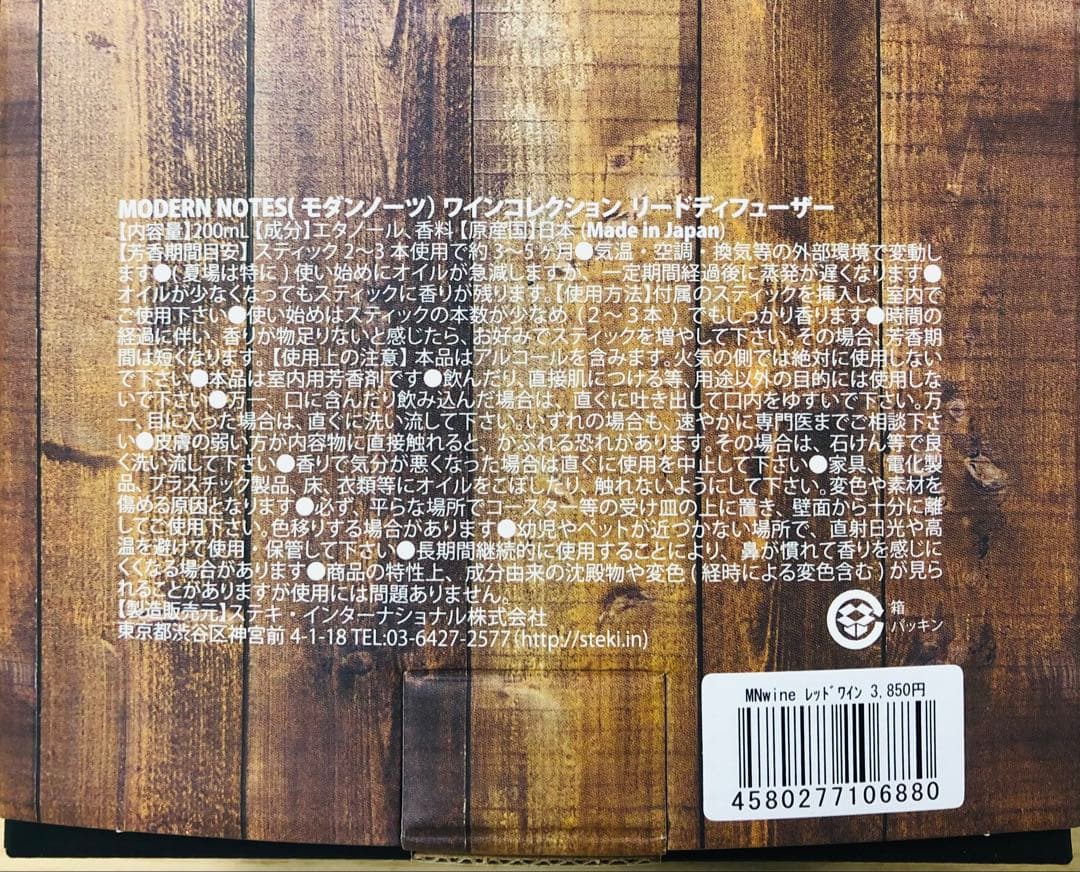 MODERN NOTES( モダンノーツ) ワインコレクション リードディフューザー
【内容量】200mL 【成分】エタノール、香料 【原産国】日本 (Made in Japan)
【芳香期間目安】 スティック 2〜3 本使用で約 3〜5 ヶ月●気温・空調・換気等の外部環境で変動し
ます●( 夏場は特に ) 使い始めにオイルが急減しますが、一定期間経過後に蒸発が遅くなります●
オイルが少なくなってもスティックに香りが残ります。【使用方法】付属のスティックを挿入し、室内で
ご使用下さい●使い始めはスティックの本数が少なめ（2〜3本 ）でもしっかり香ります●時間の
経過に伴い、香りが物足りないと感じたら、お好みでスティックを増やして下さい。その場合、芳香期
間は短くなります。【使用上の注意】本品はアルコールを含みます。火気の側では絶対に使用しない
で下さい●本品は室内用芳香剤です●飲んだり、直接肌につける等、用途以外の目的には使用しな
いで下さい●万一、口に含んだり飲み込んだ場合は、直ぐに吐き出して口内をゆすいで下さい。万
一、目に入った場合は、直ぐに洗い流して下さい。いずれの場合も、速やかに専門医までご相談下さ
い●皮膚の弱い方が内容物に直接触れると、かぶれる恐れがあります。その場合は、石けん等で良
く洗い流して下さい●香りで気分が悪くなった場合は直ぐに使用を中止して下さい●家具、電化製
品、プラスチック製品、床、衣類等にオイルをこぼしたり、触れないようにして下さい。変色や素材を
傷める原因となります●必ず、平らな場所でコースター等の受け皿の上に置き、壁面から十分に離
してご使用下さい。色移りする場合があります●幼児やペットが近づかない場所で、直射日光や高
温を避けて使用・保管して下さい●長期間継続的に使用することにより、鼻が慣れて香りを感じに
くくなる場合があります●商品の特性上、成分由来の沈殿物や変色 ( 経時による変色含む ) が見ら
れることがありますが使用には問題ありません。
【製造販売元】ステキ・インターナショナル株式会社
東京都渋谷区神宮前 4-1-18 TEL:03-6427-2577 (http://steki.in)
箱
パッキン
MNwine ﾚｯﾄﾞﾜｲﾝ 3,850円
4580277106880